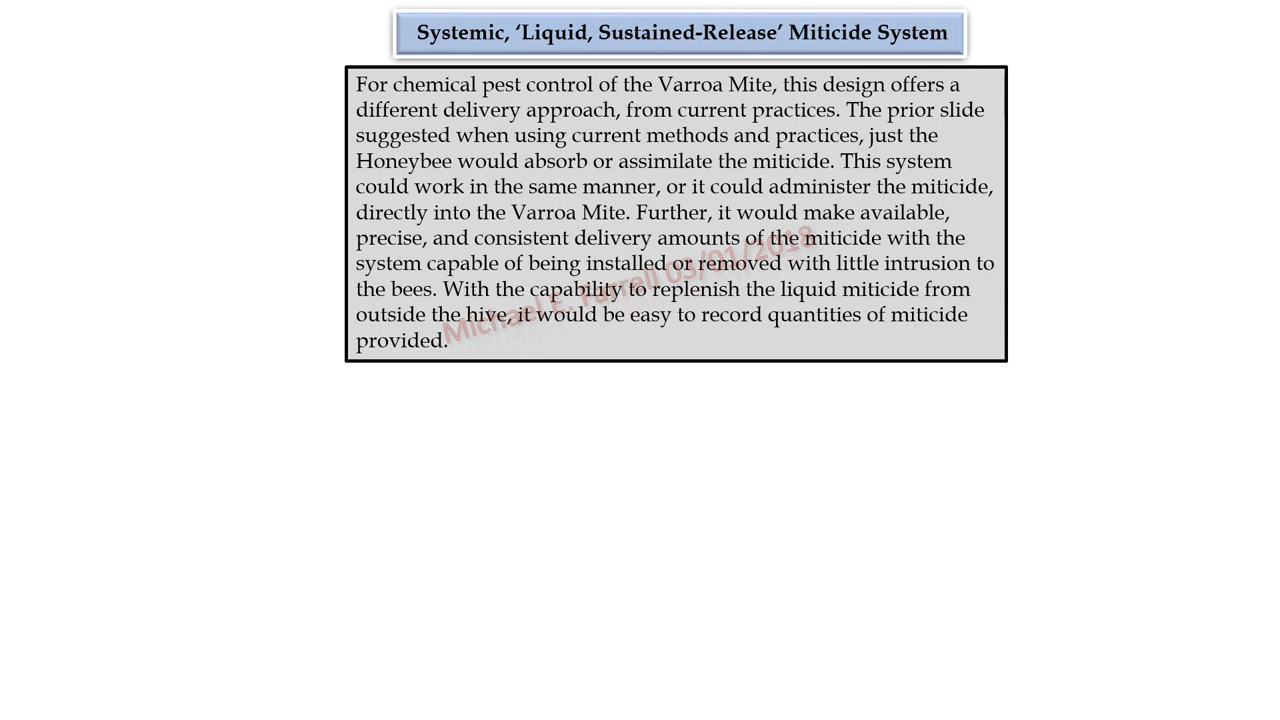 Systemic, ‘Liquid, Sustained-Release’ Miticide System
For chemical pest control of the Varroa Mite, this design offers a
different delivery approach, from current practices. The prior slide
suggested when using current methods and practices, just the
Honeybee would absorb or assimilate the miticide. This system
could work in the same manner, or it could administer the miticide,
directly into the Varroa Mite. Further, it would make available,
precise, and consistent delivery amounts of the miticide with the
system capable of being installed or removed with little intrusion to
the bees. With the capability to replenish the liquid miticide from
outside the hive, it would be easy to record quantities of miticide
provided.
Michael E. Farrell 03/01/2018